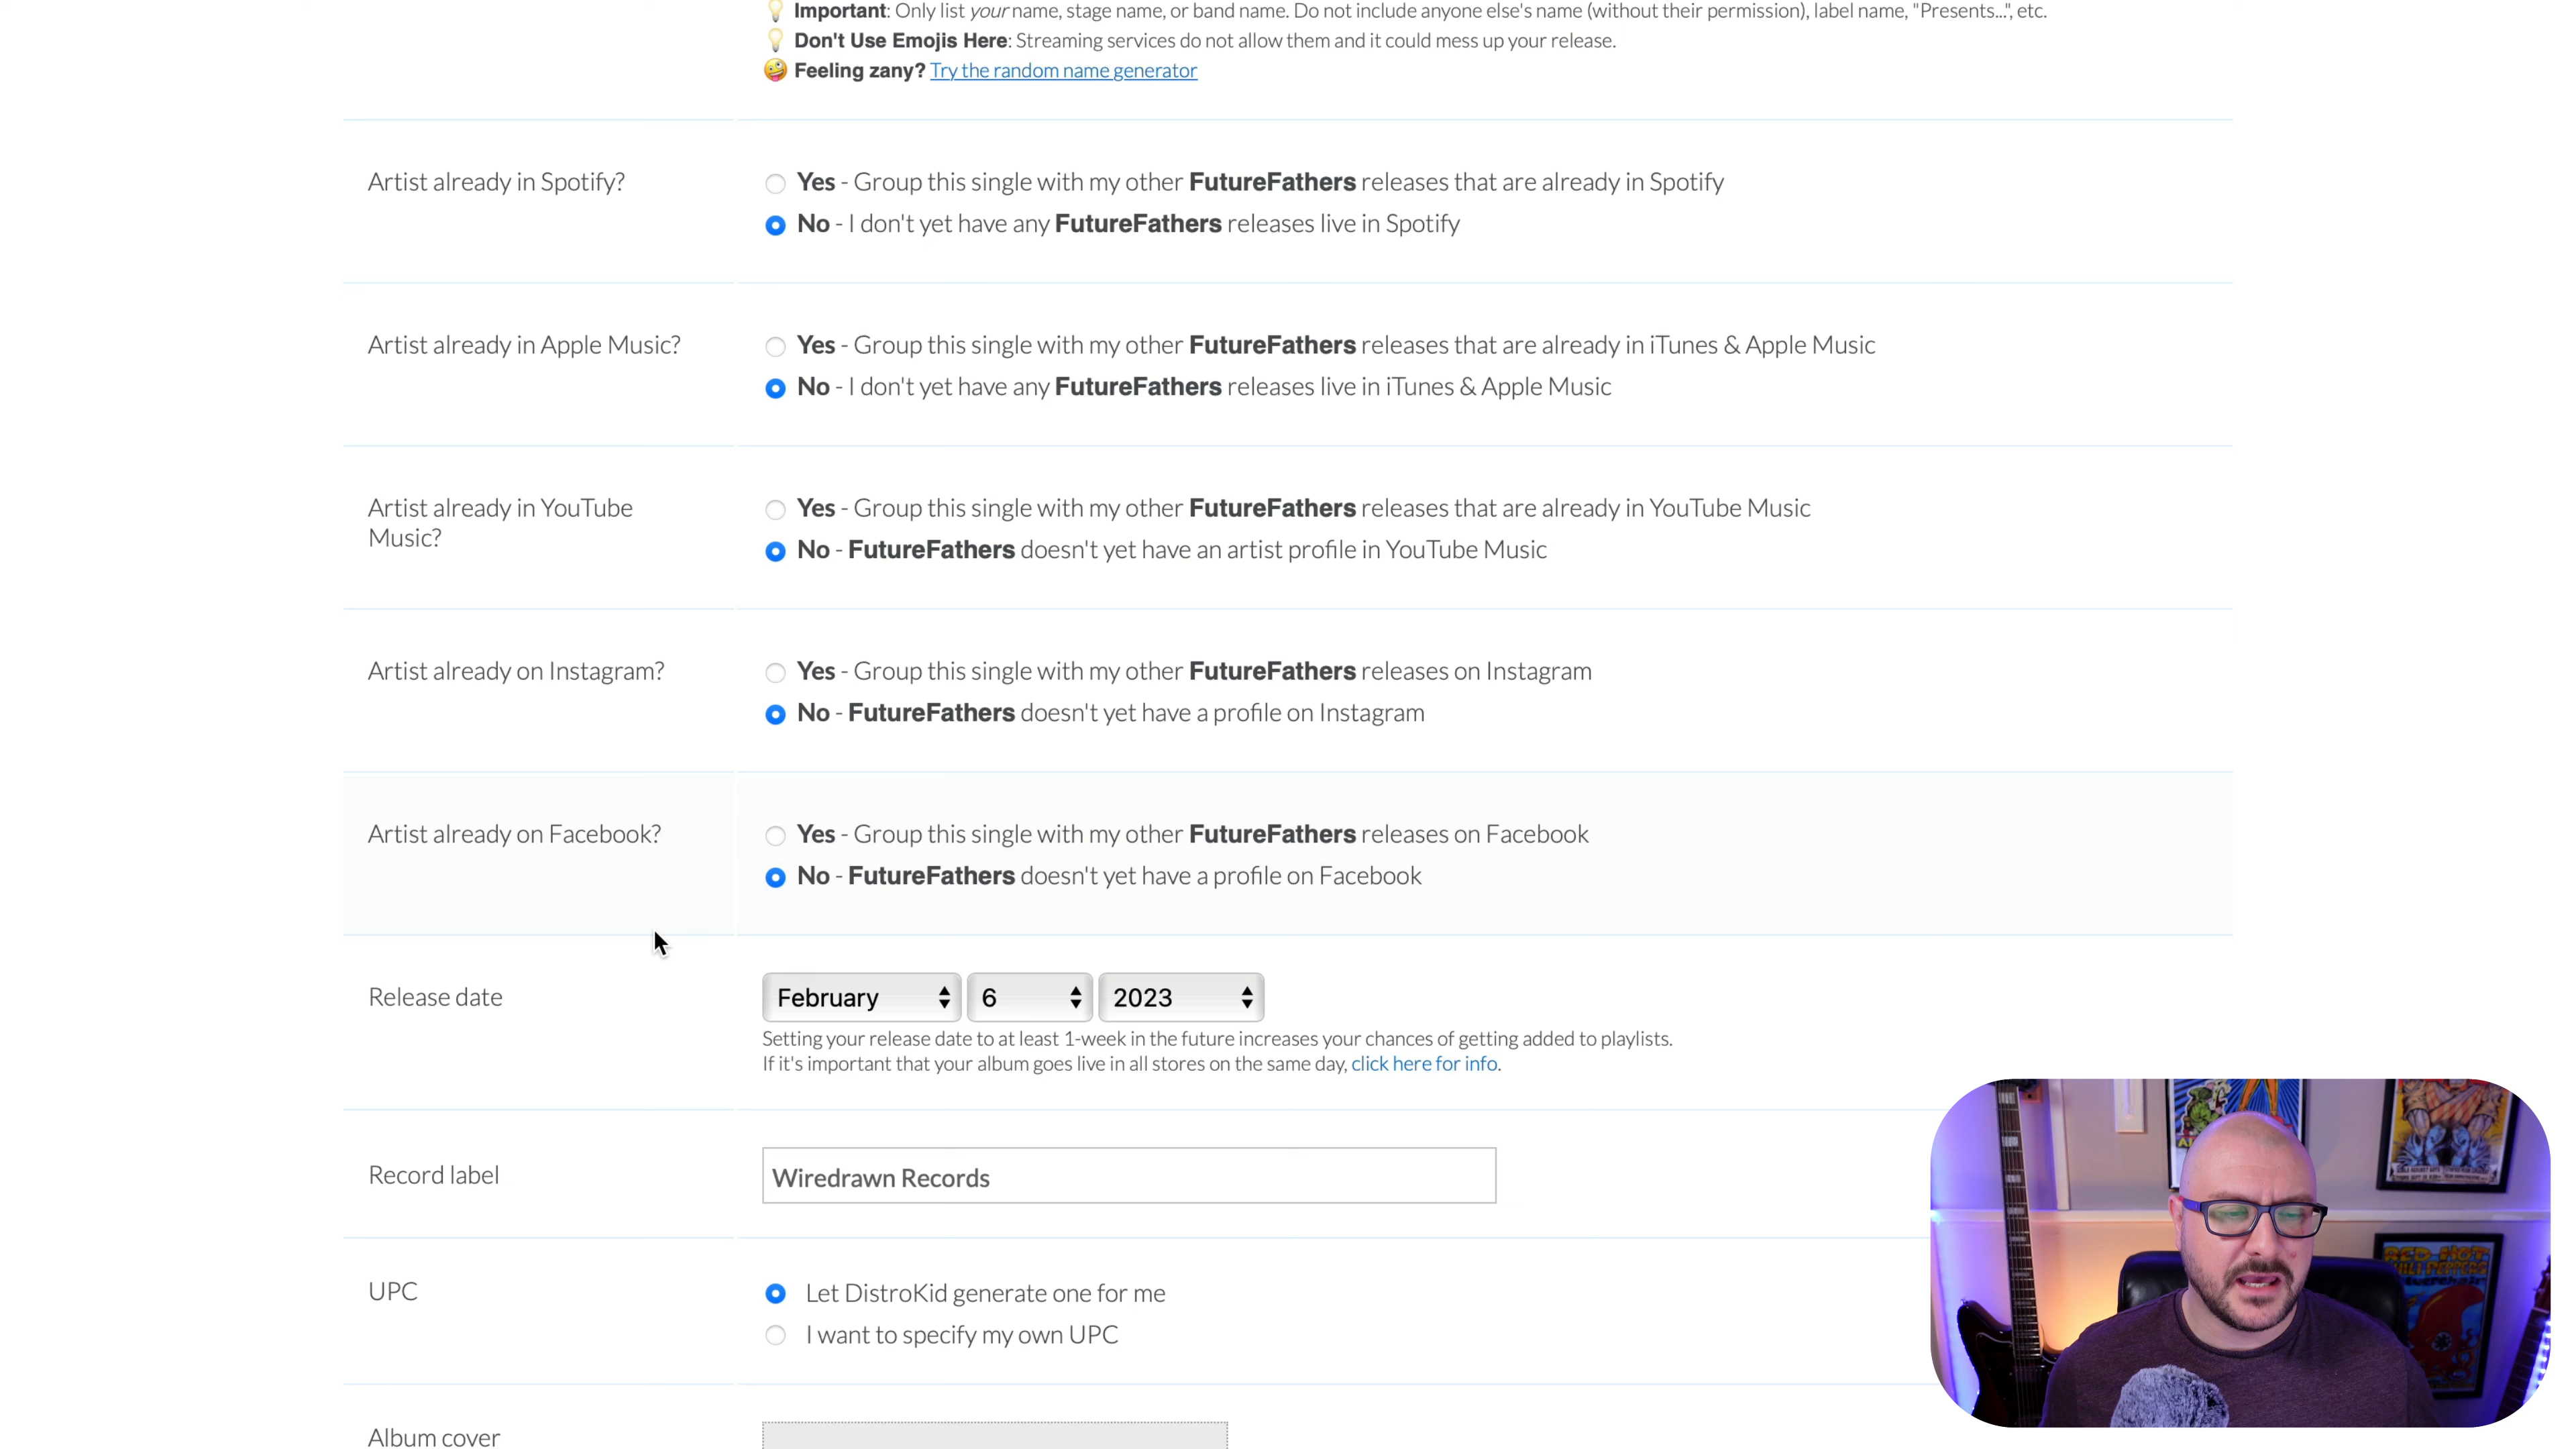 Important: Only list your name, stage name, or band name. Do not include anyone else's name (without their permission), label name, "Presents...", etc.
Don't Use Emojis Here: Streaming services do not allow them and it could mess up your release.
Feeling zany? Try the random name generator
Artist already in Spotify?
Yes - Group this single with my other FutureFathers releases that are already in Spotify
No - I don't yet have any FutureFathers releases live in Spotify
Artist already in Apple Music?
Yes - Group this single with my other FutureFathers releases that are already in iTunes & Apple Music
No - I don't yet have any FutureFathers releases live in iTunes & Apple Music
Artist already in YouTube
Music?
Yes - Group this single with my other FutureFathers releases that are already in YouTube Music
No - FutureFathers doesn't yet have an artist profile in YouTube Music
Artist already on Instagram?
Yes - Group this single with my other FutureFathers releases on Instagram
No - FutureFathers doesn't yet have a profile on Instagram
Artist already on Facebook?
Yes - Group this single with my other FutureFathers releases on Facebook
No - FutureFathers doesn't yet have a profile on Facebook
Release date
February 6 2023
Setting your release date to at least 1-week in the future increases your chances of getting added to playlists.
If it's important that your album goes live in all stores on the same day, click here for info.
Record label
Wiredrawn Records
UPC
Let DistroKid generate one for me
I want to specify my own UPC
Album cover